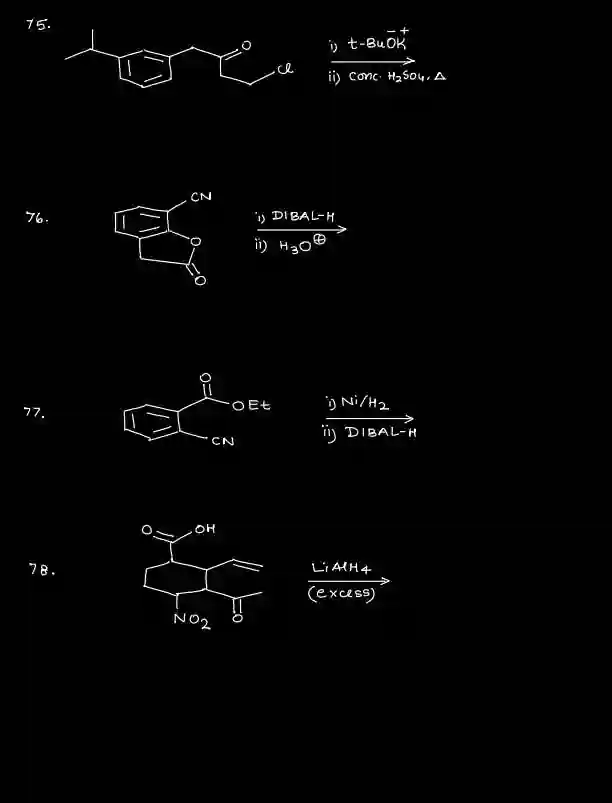 75.
O
Cl
i) t-BuO⁻K⁺
ii) Conc. H₂SO₄, Δ
76.
CN
O
O
i) DIBAL-H
ii) H₃O⊕
77.
O
OEt
CN
i) Ni/H₂
ii) DIBAL-H
78.
O
OH
NO₂
O
LiAlH₄
(excess)